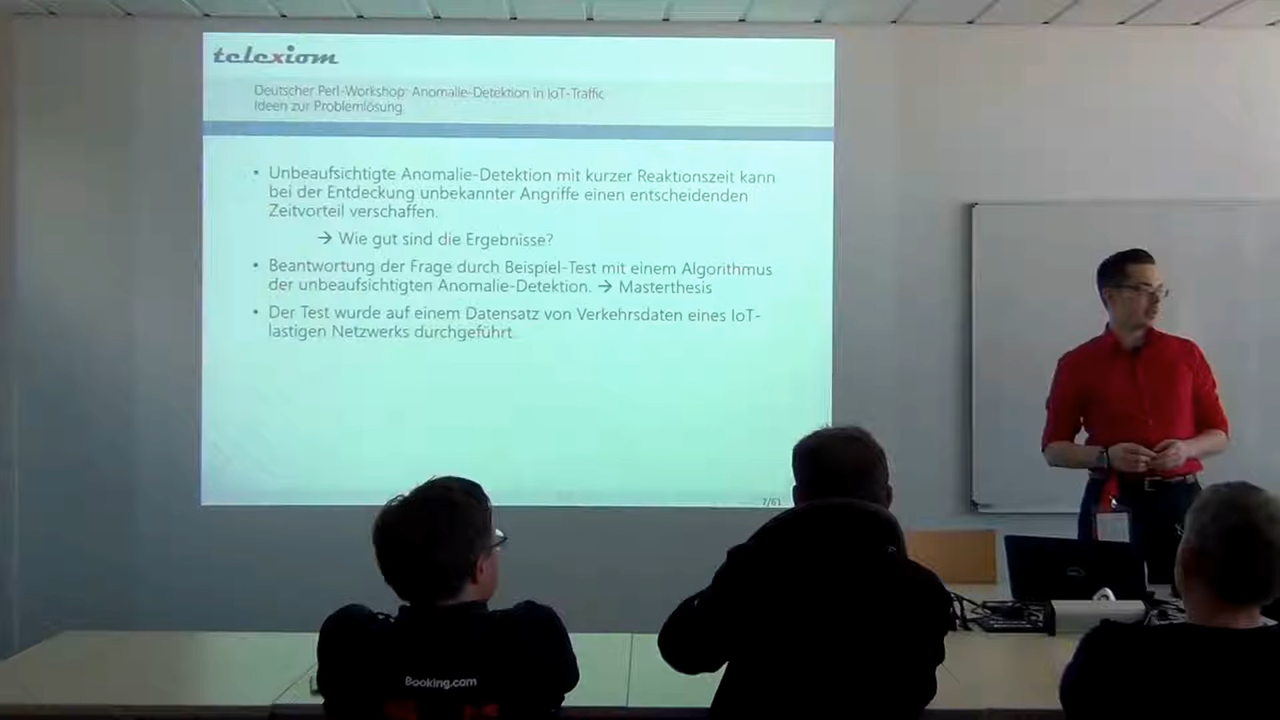 telexiom
Deutscher Perl-Workshop: Anomalie-Detektion in IoT-Traffic
Ideen zur Problemlösung
• Unbeaufsichtigte Anomalie-Detektion mit kurzer Reaktionszeit kann
bei der Entdeckung unbekannter Angriffe einen entscheidenden
Zeitvorteil verschaffen.
→ Wie gut sind die Ergebnisse?
• Beantwortung der Frage durch Beispiel-Test mit einem Algorithmus
der unbeaufsichtigten Anomalie-Detektion. → Masterthesis
• Der Test wurde auf einem Datensatz von Verkehrsdaten eines IoT-
lastigen Netzwerks durchgeführt.
7/61
Booking.com